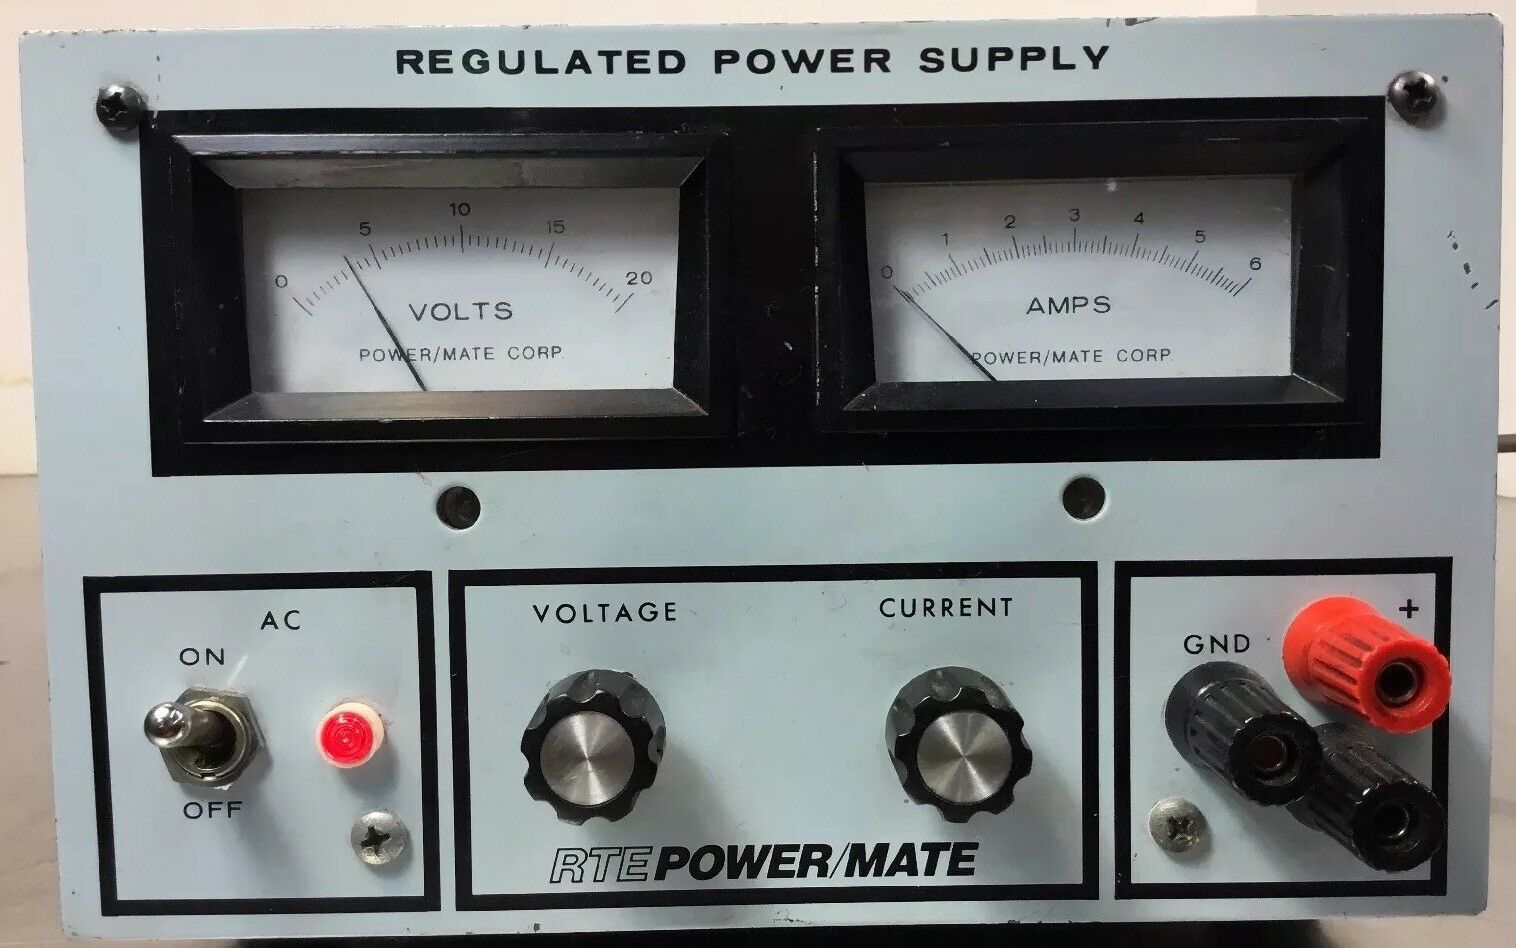 REGULATED POWER SUPPLY
0 5 10 15 20
VOLTS
POWER/MATE CORP.
0 1 2 3 4 5 6
AMPS
POWER/MATE CORP.
AC
ON
OFF
VOLTAGE
CURRENT
RTE POWER/MATE
GND
+